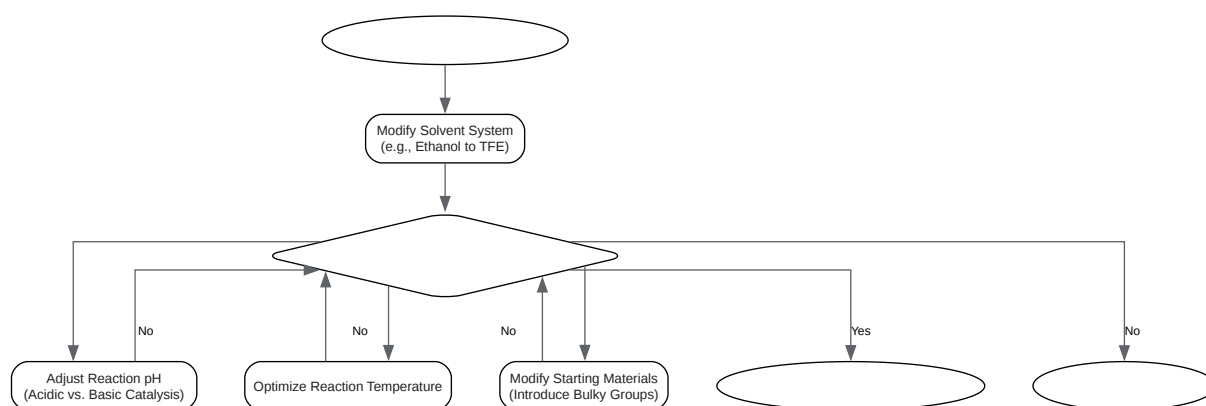 Modify Solvent System
(e.g., Ethanol to TFE)
No
No
No
Yes
No
Adjust Reaction pH
(Acidic vs. Basic Catalysis)
Optimize Reaction Temperature
Modify Starting Materials
(Introduce Bulky Groups)